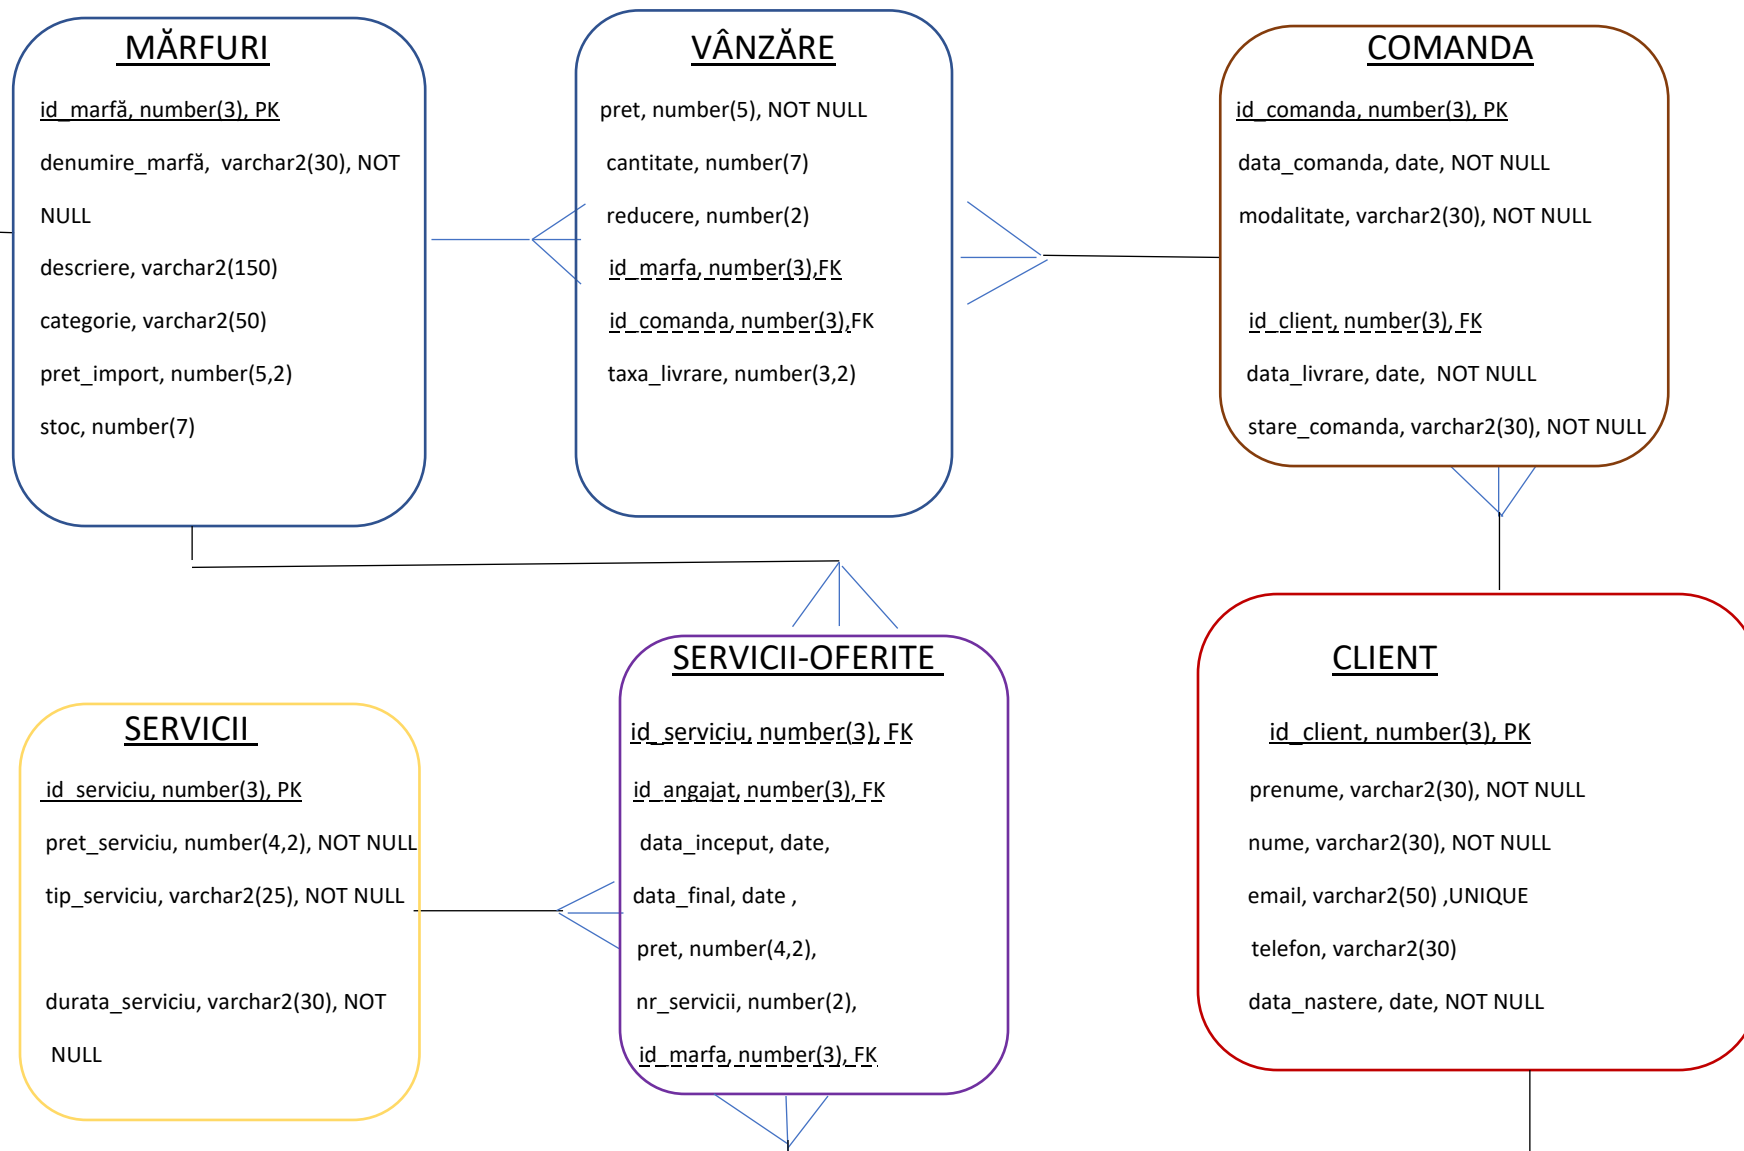 MĂRFURI
id_marfă, number(3), PK
denumire_marfă, varchar2(30), NOT
NULL
descriere, varchar2(150)
categorie, varchar2(50)
pret_import, number(5,2)
stoc, number(7)
VÂNZĂRE
pret, number(5), NOT NULL
cantitate, number(7)
reducere, number(2)
id_marfa, number(3),FK
id_comanda, number(3),FK
taxa_livrare, number(3,2)
COMANDA
id_comanda, number(3), PK
data_comanda, date, NOT NULL
modalitate, varchar2(30), NOT NULL
id_client, number(3), FK
data_livrare, date, NOT NULL
stare_comanda, varchar2(30), NOT NULL
SERVICII
id_serviciu, number(3), PK
pret_serviciu, number(4,2), NOT NULL
tip_serviciu, varchar2(25), NOT NULL
durata_serviciu, varchar2(30), NOT
NULL
SERVICII-OFERITE
id_serviciu, number(3), FK
id_angajat, number(3), FK
data_inceput, date,
data_final, date ,
pret, number(4,2),
nr_servicii, number(2),
id_marfa, number(3), FK
CLIENT
id_client, number(3), PK
prenume, varchar2(30), NOT NULL
nume, varchar2(30), NOT NULL
email, varchar2(50) ,UNIQUE
telefon, varchar2(30)
data_nastere, date, NOT NULL